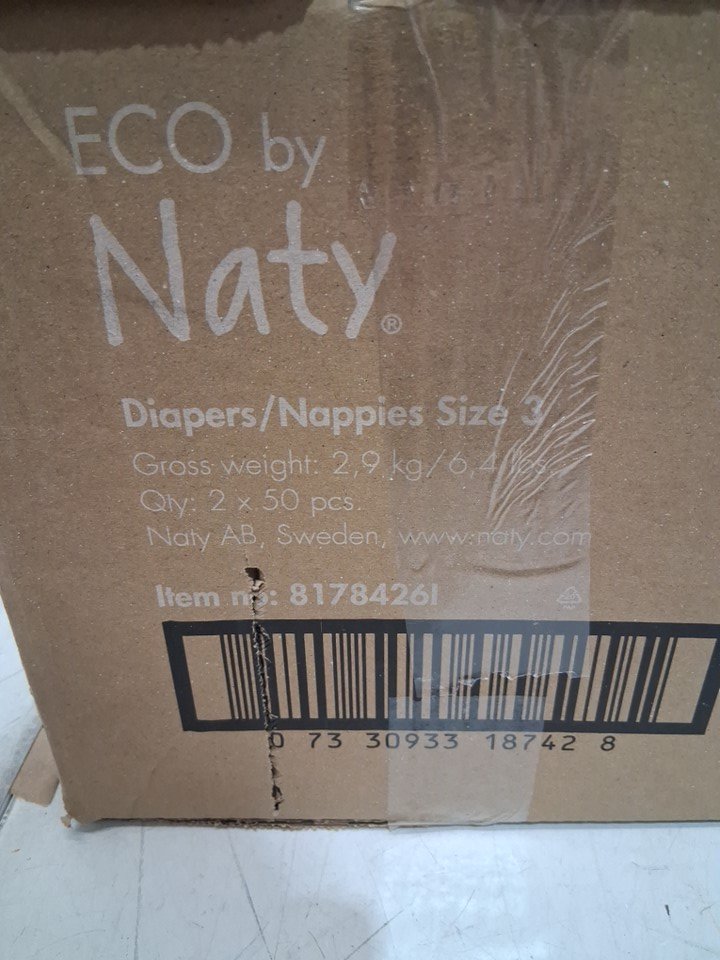 ECO by
Naty®
Diapers/Nappies Size 3
Gross weight: 2,9 kg/6,4 lbs.
Qty: 2 x 50 pcs.
Naty AB, Sweden, www.naty.com
Item no: 8178426I
0 73 30933 18742 8